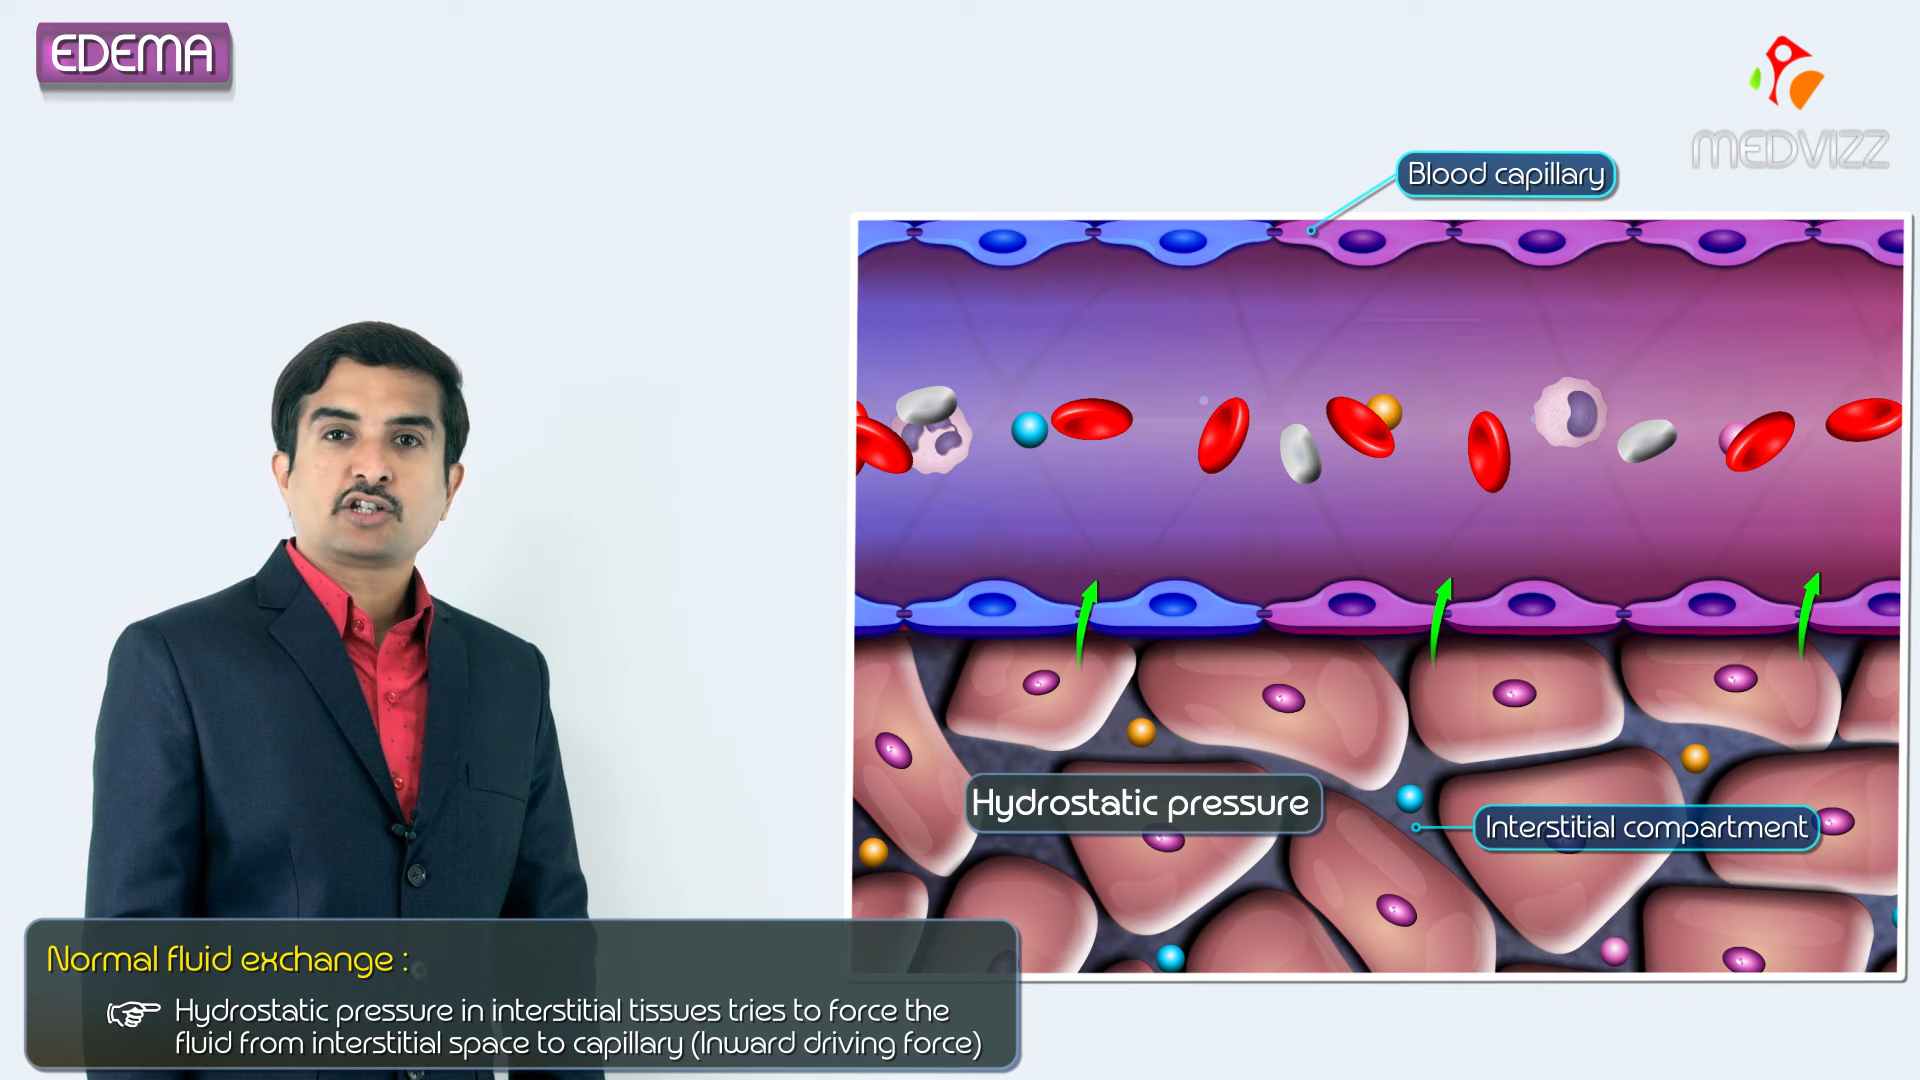 EDEMA
MEDVIZZ
Blood capillary
Hydrostatic pressure
Interstitial compartment
Normal fluid exchange :
Hydrostatic pressure in interstitial tissues tries to force the
fluid from interstitial space to capillary (Inward driving force)